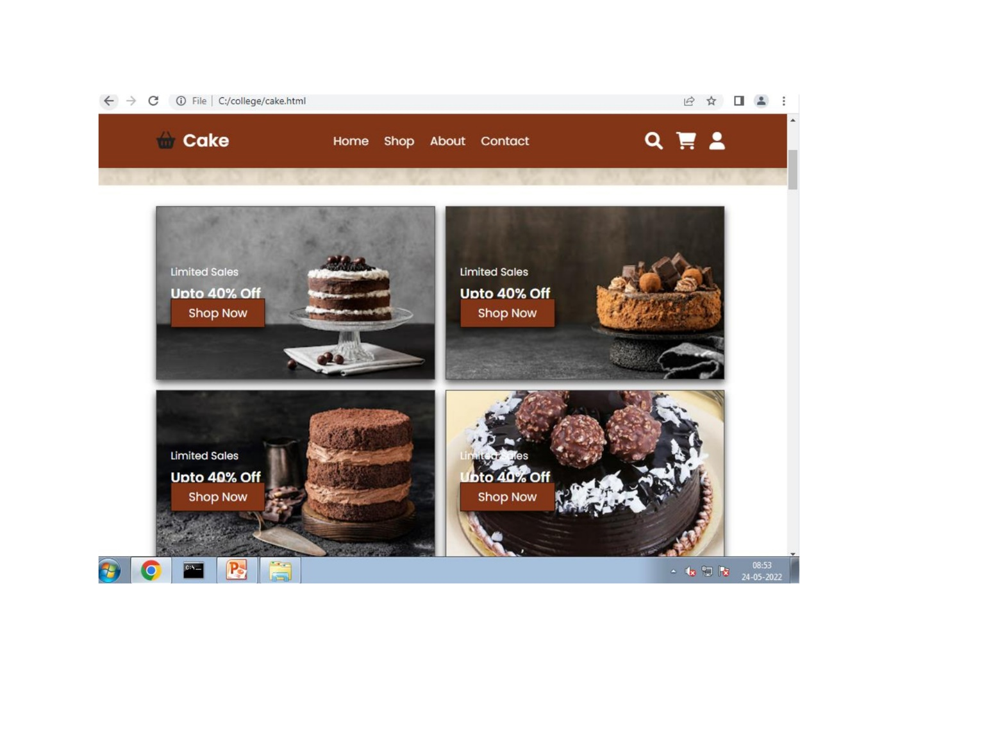 File | C:/college/cake.html
Cake
Home Shop About Contact
Limited Sales
Upto 40% Off
Shop Now
Limited Sales
Upto 40% Off
Shop Now
Limited Sales
Upto 40% Off
Shop Now
Limited Sales
Upto 40% Off
Shop Now
08:53
24-05-2022